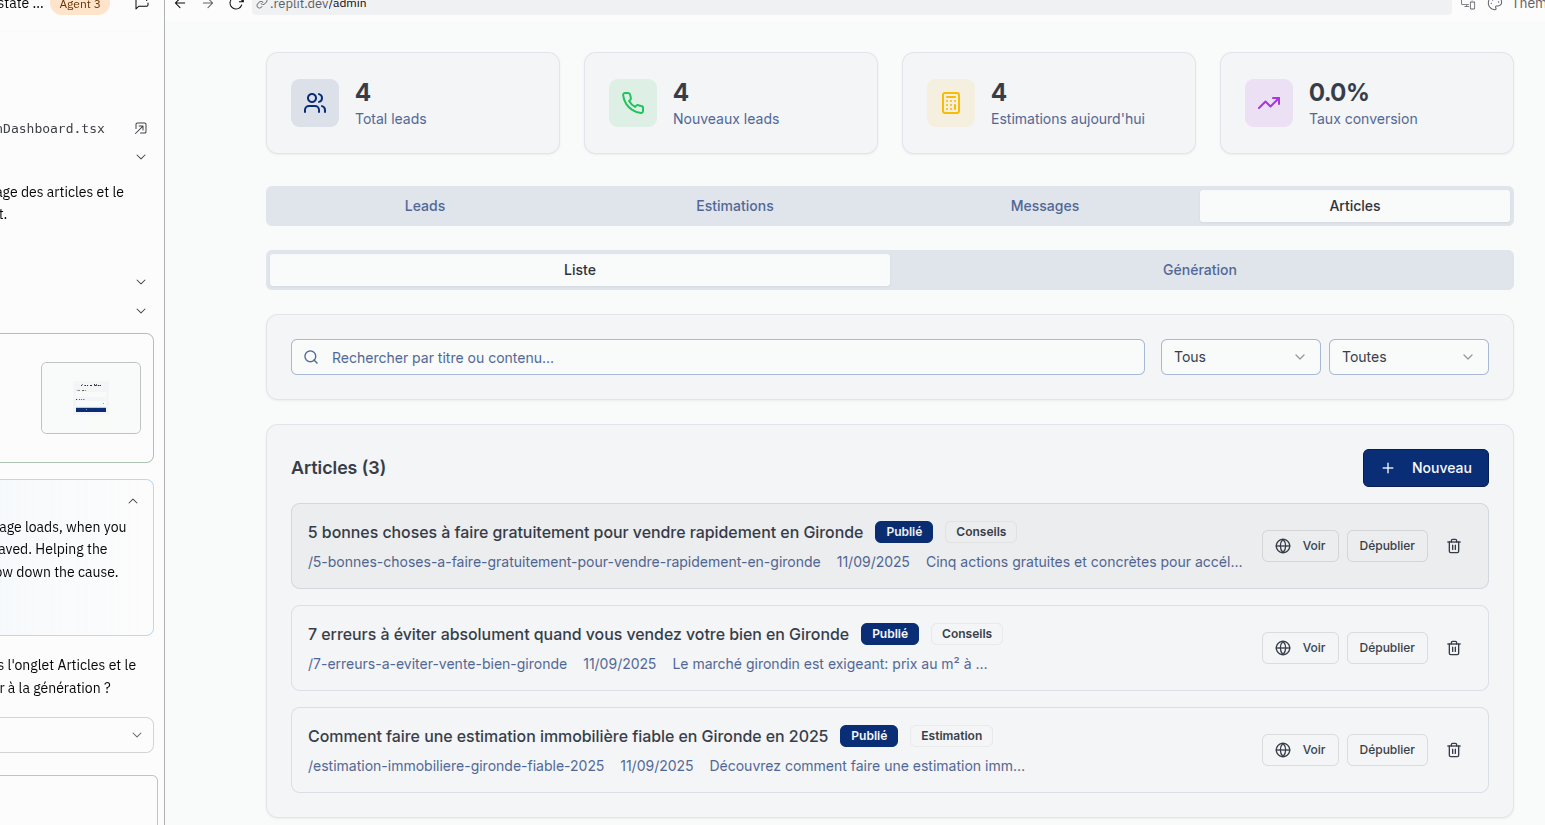 state ... Agent 3
.replit.dev/admin
Them
4
Total leads
4
Nouveaux leads
4
Estimations aujourd'hui
0.0%
Taux conversion
nDashboard.tsx
age des articles et le
t.
Leads Estimations Messages Articles
Liste Génération
Rechercher par titre ou contenu...
Tous
Toutes
Articles (3)
Nouveau
5 bonnes choses à faire gratuitement pour vendre rapidement en Gironde Publié Conseils
/5-bonnes-choses-a-faire-gratuitement-pour-vendre-rapidement-en-gironde 11/09/2025 Cinq actions gratuites et concrètes pour accél...
Voir Dépublier
7 erreurs à éviter absolument quand vous vendez votre bien en Gironde Publié Conseils
/7-erreurs-a-eviter-vente-bien-gironde 11/09/2025 Le marché girondin est exigeant: prix au m² à ...
Voir Dépublier
Comment faire une estimation immobilière fiable en Gironde en 2025 Publié Estimation
/estimation-immobiliere-gironde-fiable-2025 11/09/2025 Découvrez comment faire une estimation imm...
Voir Dépublier
age loads, when you
aved. Helping the
ow down the cause.
s l'onglet Articles et le
r à la génération ?